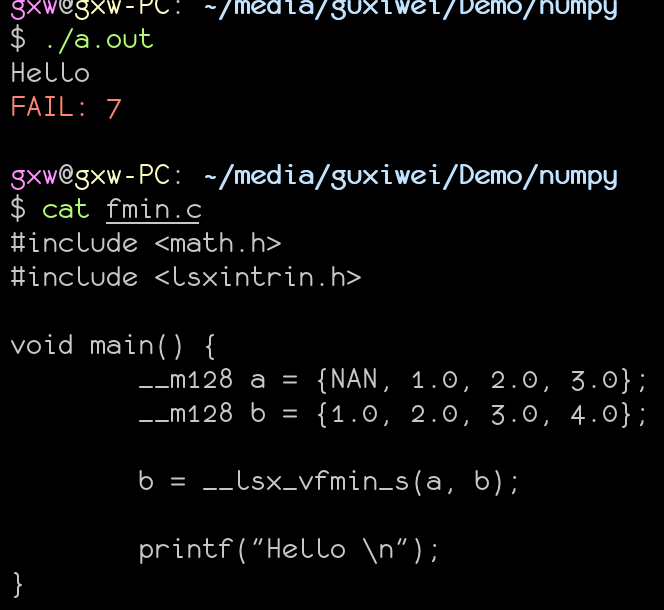 gxw@gxw-PC: ~/media/guxiwei/Demo/numpy
$ ./a.out
Hello
FAIL: 7
gxw@gxw-PC: ~/media/guxiwei/Demo/numpy
$ cat fmin.c
#include <math.h>
#include <lsxintrin.h>
void main() {
__m128 a = {NAN, 1.0, 2.0, 3.0};
__m128 b = {1.0, 2.0, 3.0, 4.0};
b = __lsx_vfmin_s(a, b);
printf("Hello \n");
}